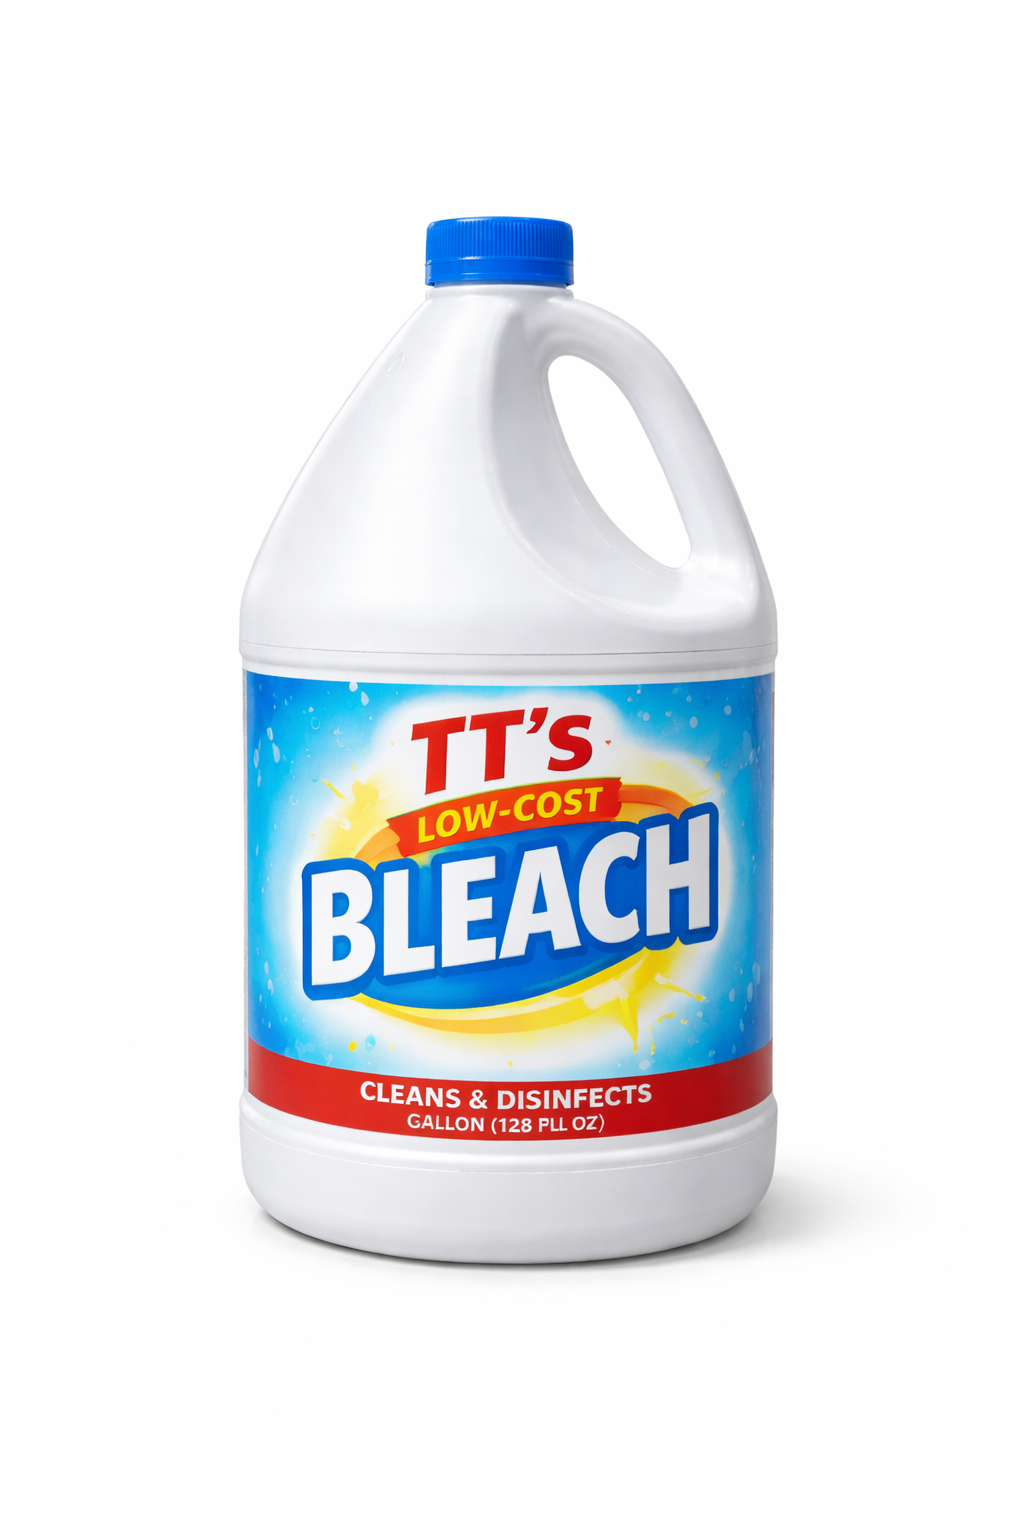 TT's
LOW-COST
BLEACH
CLEANS & DISINFECTS
GALLON (128 PLL OZ)